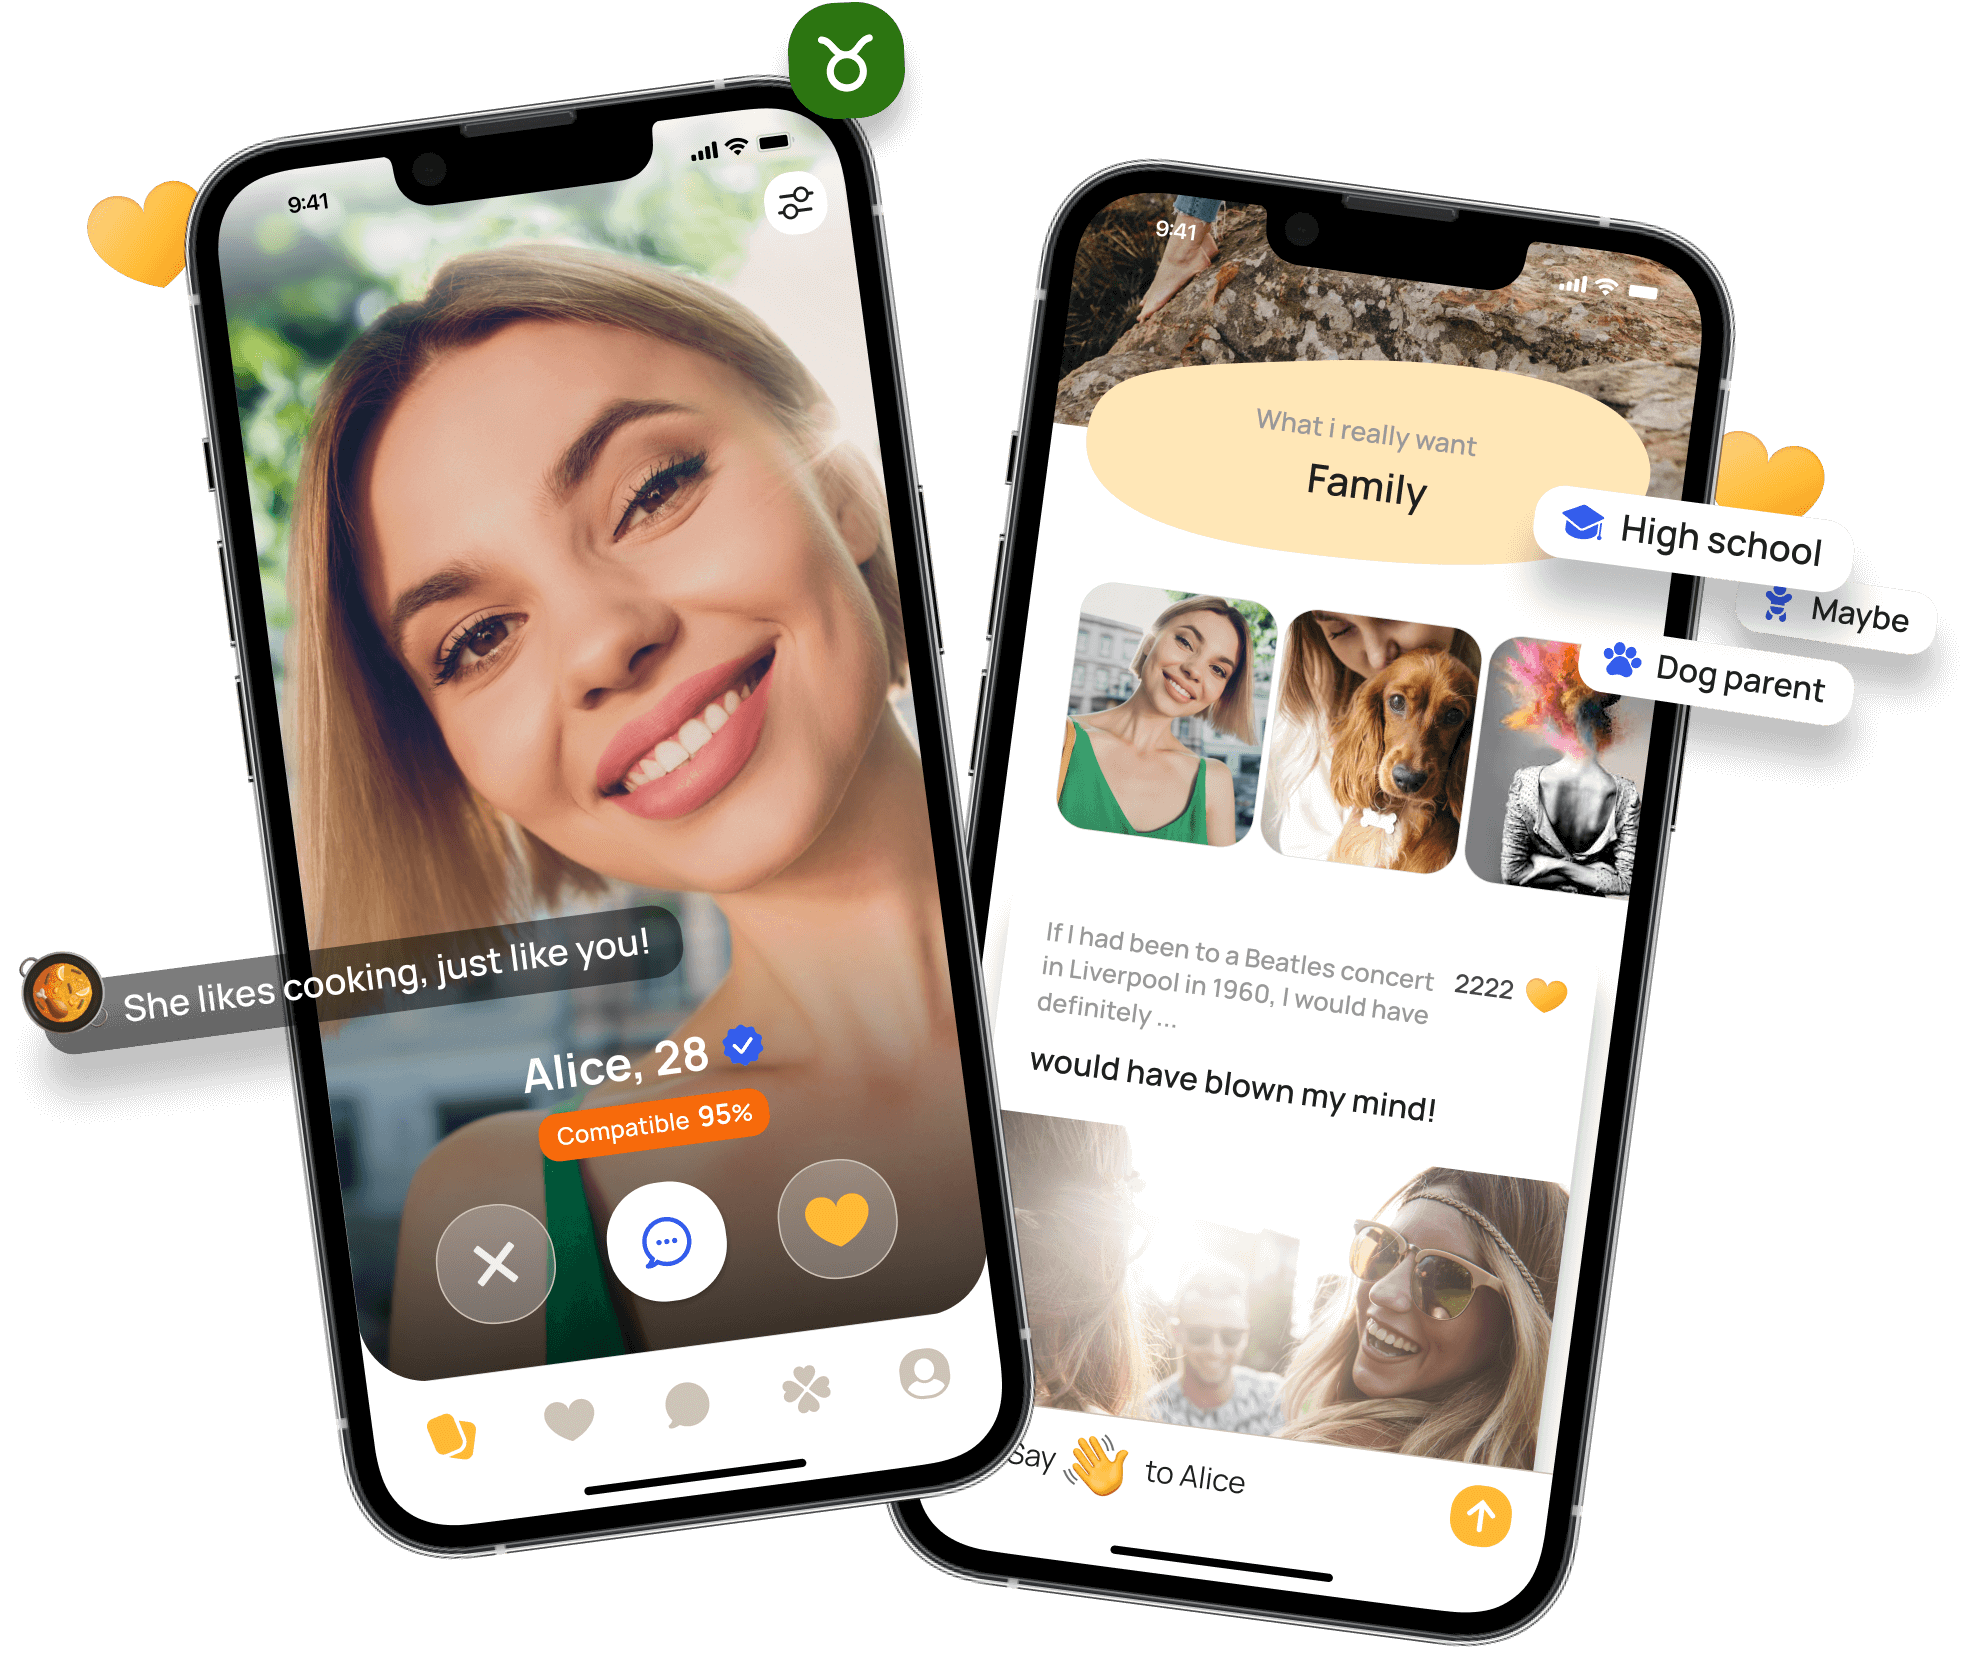 9:41
She likes cooking, just like you!
Alice, 28
Compatible 95%
9:41
What i really want
Family
High school
Maybe
Dog parent
If I had been to a Beatles concert
in Liverpool in 1960, I would have
definitely ...
2222
would have blown my mind!
Say 👋 to Alice